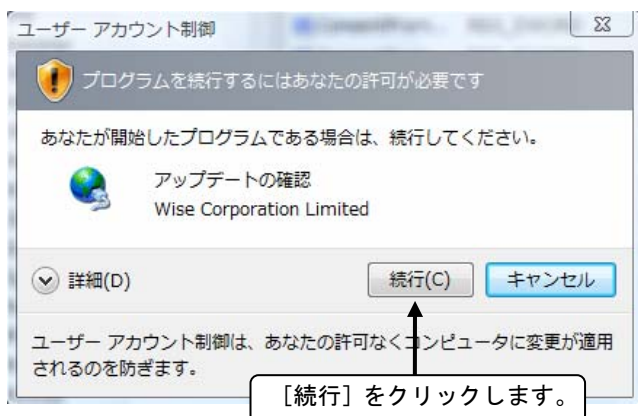 ユーザー アカウント制御
プログラムを続行するにはあなたの許可が必要です
あなたが開始したプログラムである場合は、続行してください。
アップデートの確認
Wise Corporation Limited
詳細(D)
続行(C)
キャンセル
ユーザー アカウント制御は、あなたの許可なくコンピュータに変更が適用
されるのを防ぎます。
［続行］をクリックします。